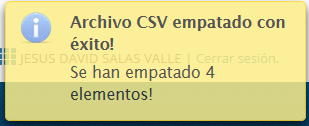 Archivo CSV empatado con
éxito!
JESUS DAVID SALAS VALLE | Cerrar sesión.
Se han empatado 4
elementos!